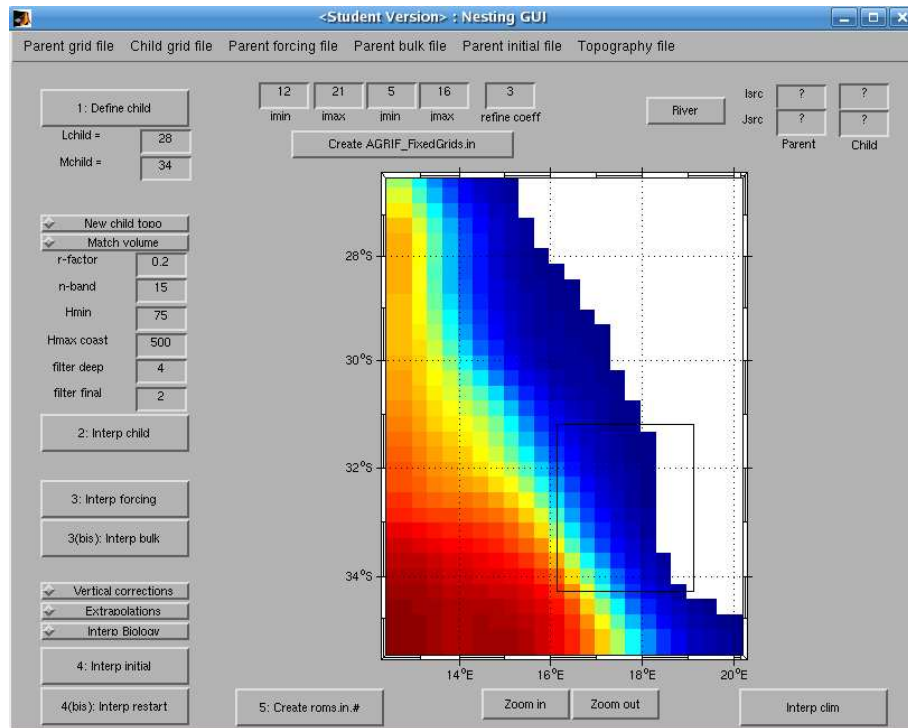 <Student Version> : Nesting GUI
Parent grid file Child grid file Parent forcing file Parent bulk file Parent initial file Topography file
1: Define child
Lchild = 28
Mchild = 34
12 21 5 16 3
imin imax jmin jmax refine coeff
Create AGRIF_FixedGrids.in
River
Isrc ? ?
Jsrc ? ?
Parent Child
New child topo
Match volume
r-factor 0.2
n-band 15
Hmin 75
Hmax coast 500
filter deep 4
filter final 2
2: Interp child
3: Interp forcing
3(bis): Interp bulk
Vertical corrections
Extrapolations
Interp Biology
4: Interp initial
4(bis): Interp restart
28°S
30°S
32°S
34°S
14°E 16°E 18°E 20°E
5: Create roms.in.#
Zoom in
Zoom out
Interp clim